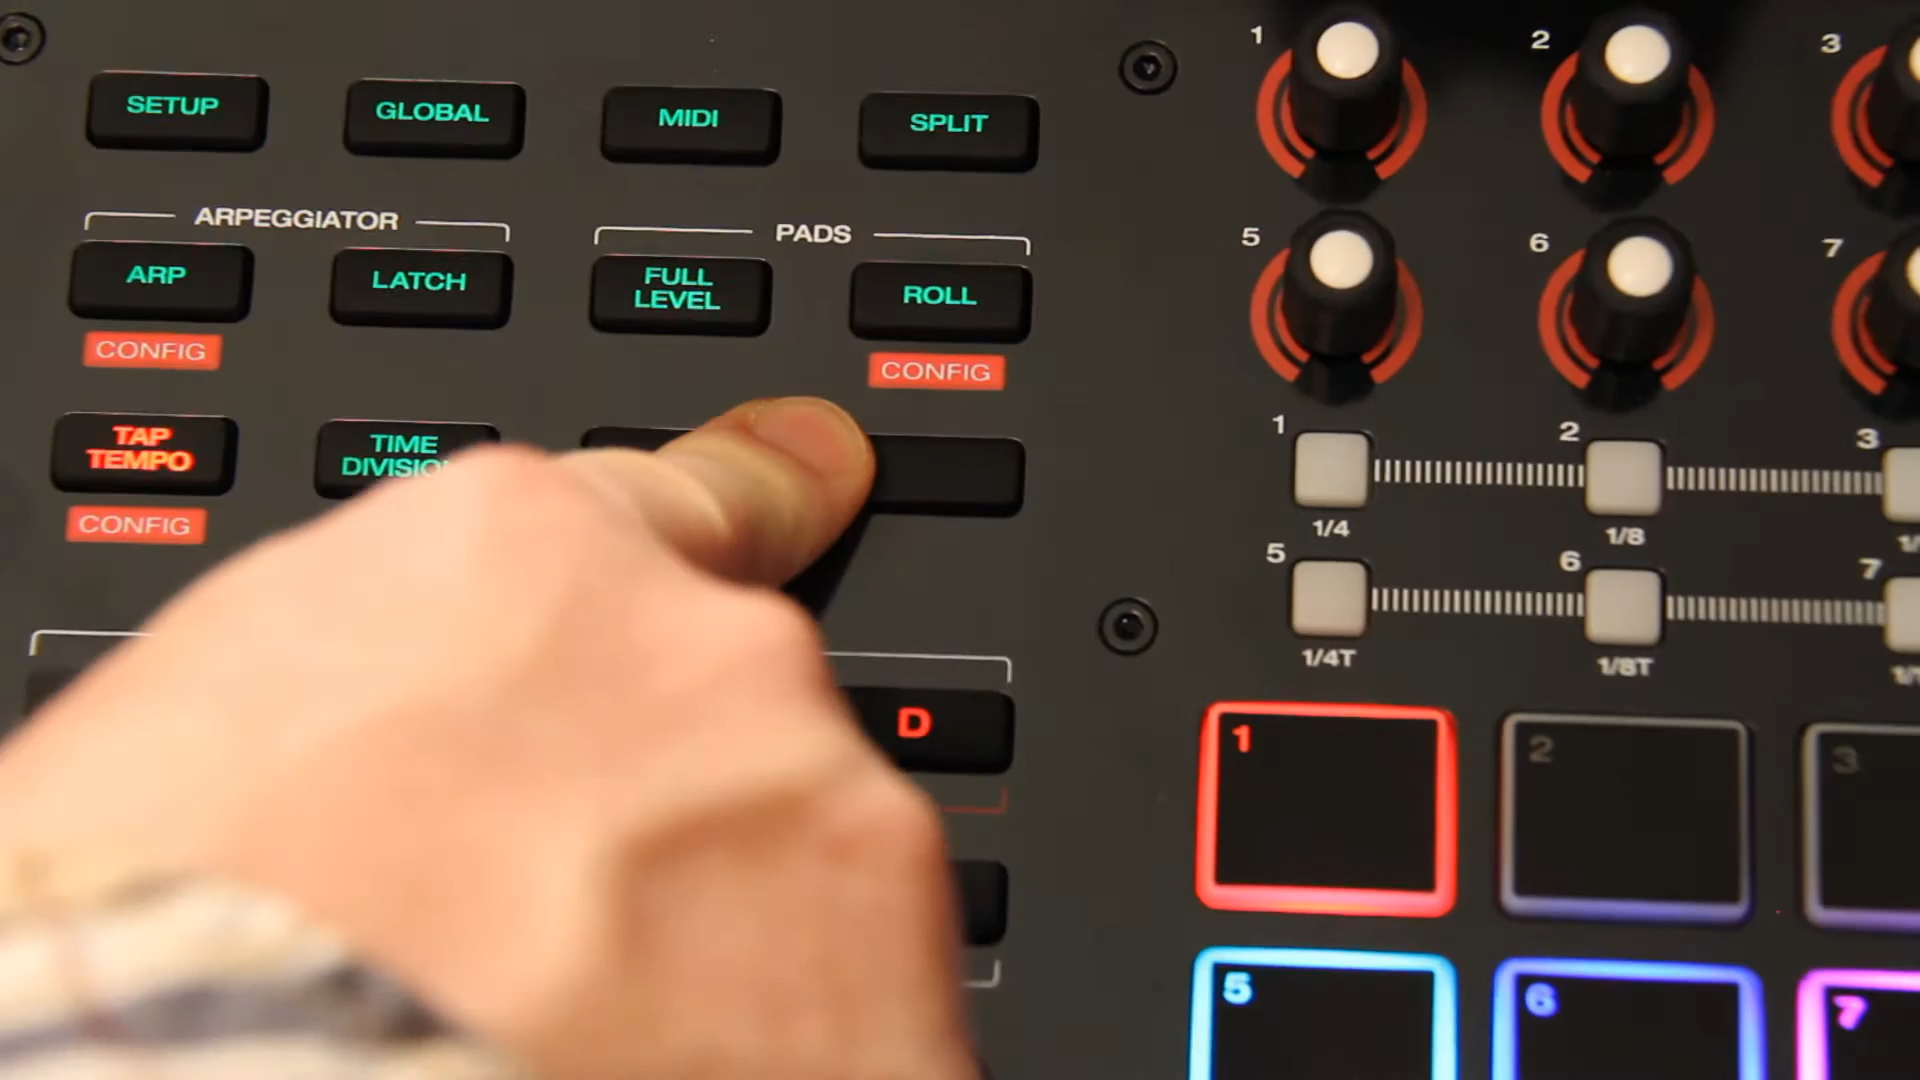 1
2
3
SETUP
GLOBAL
MIDI
SPLIT
ARPEGGIATOR
PADS
5
6
7
ARP
LATCH
FULL
LEVEL
ROLL
CONFIG
CONFIG
1
2
3
TAP
TEMPO
TIME
CONFIG
1/4
1/8
5
6
7
1/4T
1/8T
D
1
2
3
5
6
7